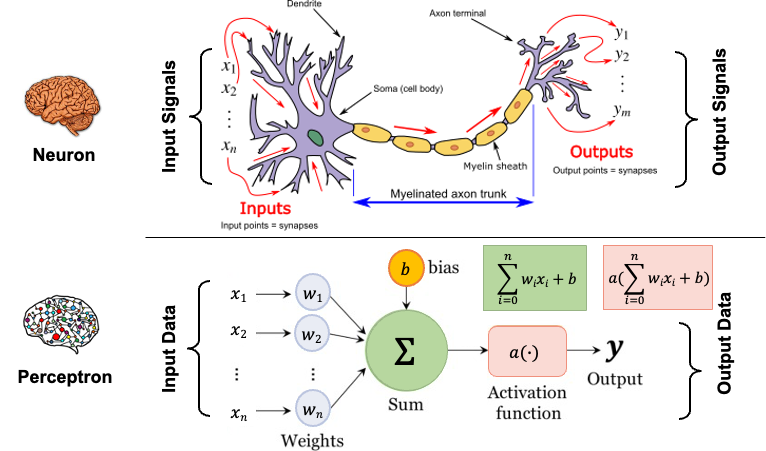 Dendrite
Axon terminal
Soma (cell body)
Myelin sheath
Myelinated axon trunk
Input Signals
x₁
x₂
⋮
xₙ
Inputs
Input points = synapses
y₁
y₂
⋮
yₘ
Outputs
Output points = synapses
Output Signals
Neuron
Perceptron
Input Data
x₁
x₂
⋮
xₙ
w₁
w₂
⋮
wₙ
Weights
b bias
Σ
Sum
∑ᵢ₌₀ⁿ wᵢxᵢ + b
a(∑ᵢ₌₀ⁿ wᵢxᵢ + b)
a(·)
Activation
function
y
Output
Output Data